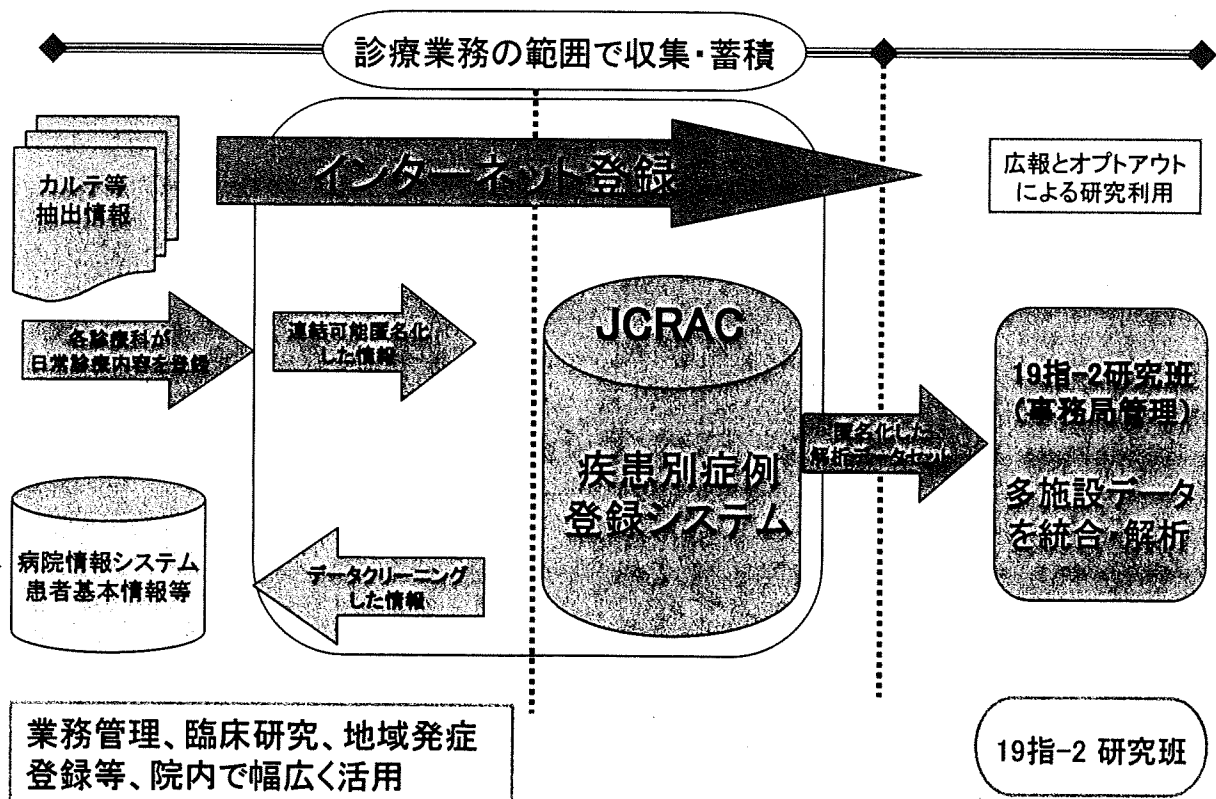 診療業務の範囲で収集・蓄積
インターネット登録
カルテ等
抽出情報
広報とオプトアウト
による研究利用
各診療科が
日常診療内容を登録
連結可能匿名化
した情報
JCRAC
疾患別症例
登録システム
匿名化した
解析データセット
19指-2研究班
(事務局管理)
多施設データ
を統合・解析
病院情報システム
患者基本情報等
データクリーニング
した情報
業務管理、臨床研究、地域発症
登録等、院内で幅広く活用
19指-2 研究班